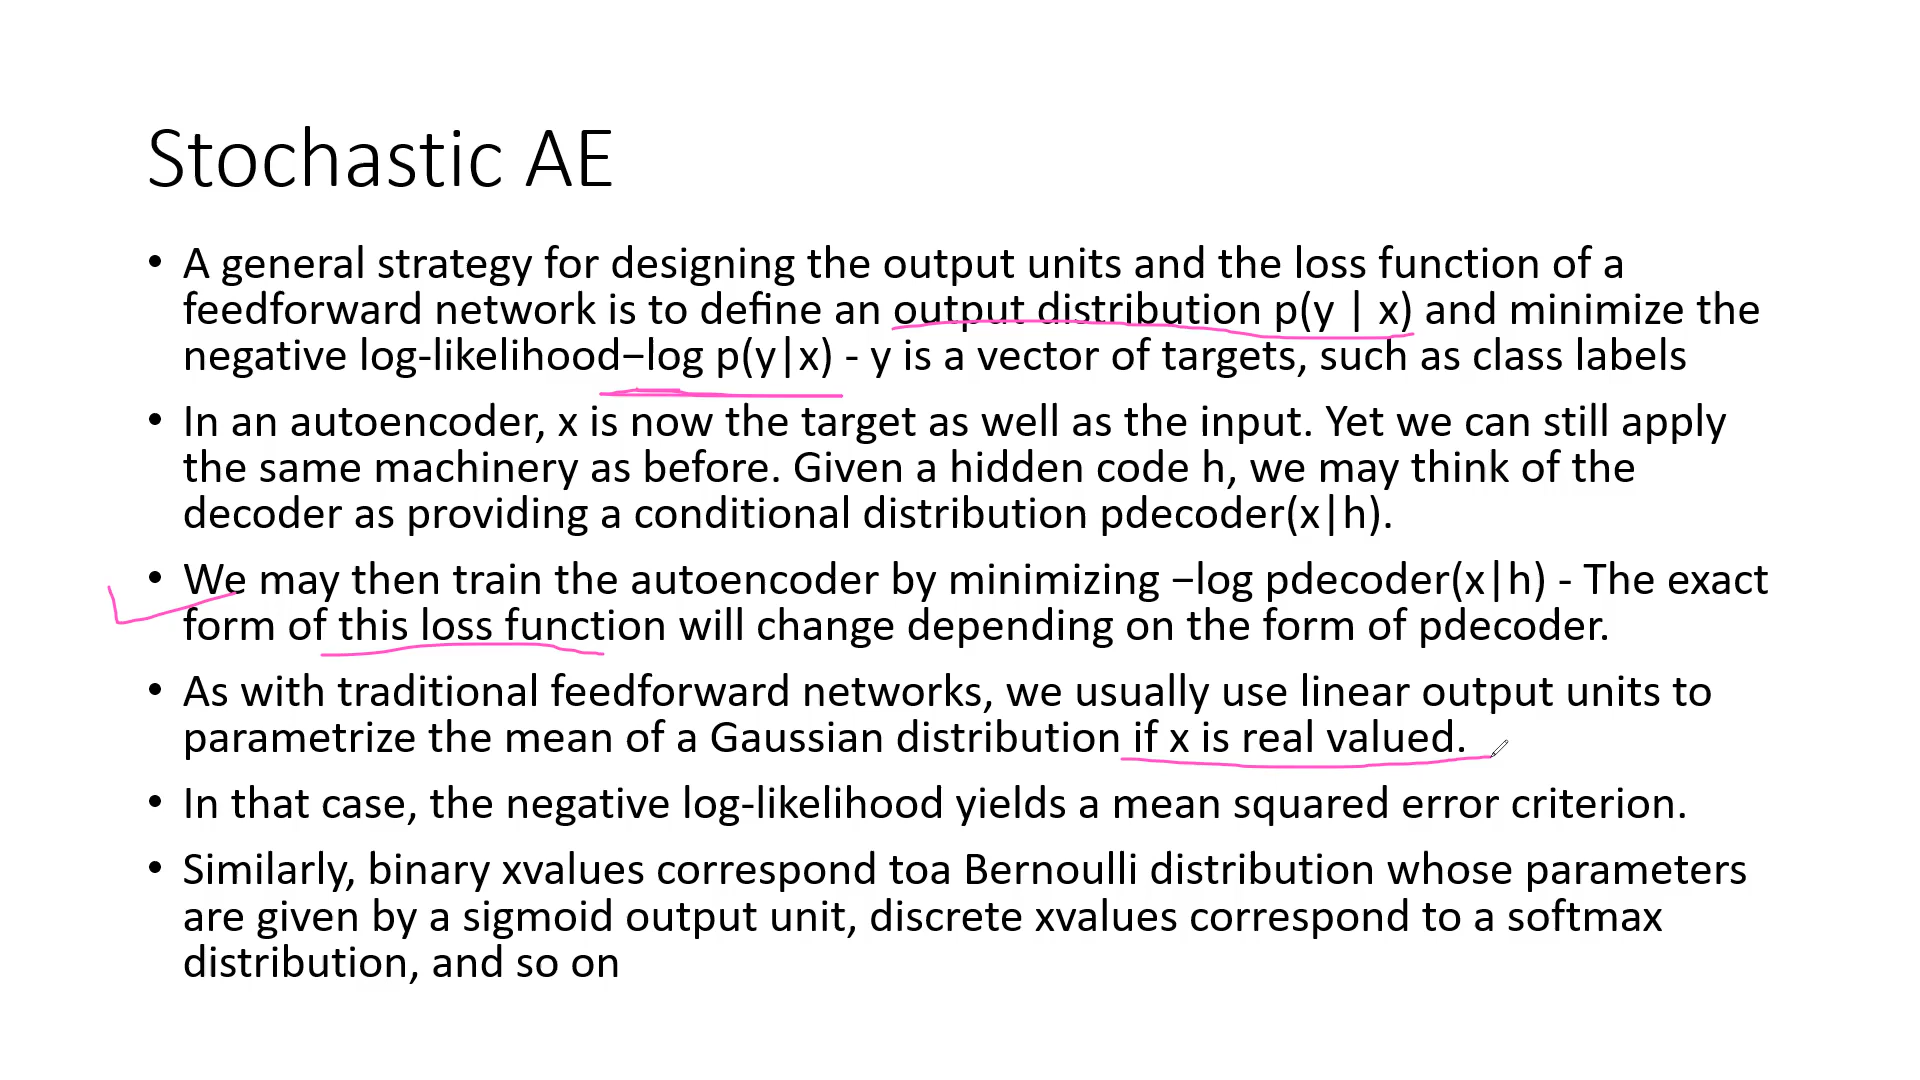 Stochastic AE
• A general strategy for designing the output units and the loss function of a
feedforward network is to define an output distribution p(y | x) and minimize the
negative log-likelihood−log p(y|x) - y is a vector of targets, such as class labels
• In an autoencoder, x is now the target as well as the input. Yet we can still apply
the same machinery as before. Given a hidden code h, we may think of the
decoder as providing a conditional distribution pdecoder(x|h).
• We may then train the autoencoder by minimizing −log pdecoder(x|h) - The exact
form of this loss function will change depending on the form of pdecoder.
• As with traditional feedforward networks, we usually use linear output units to
parametrize the mean of a Gaussian distribution if x is real valued.
• In that case, the negative log-likelihood yields a mean squared error criterion.
• Similarly, binary xvalues correspond toa Bernoulli distribution whose parameters
are given by a sigmoid output unit, discrete xvalues correspond to a softmax
distribution, and so on